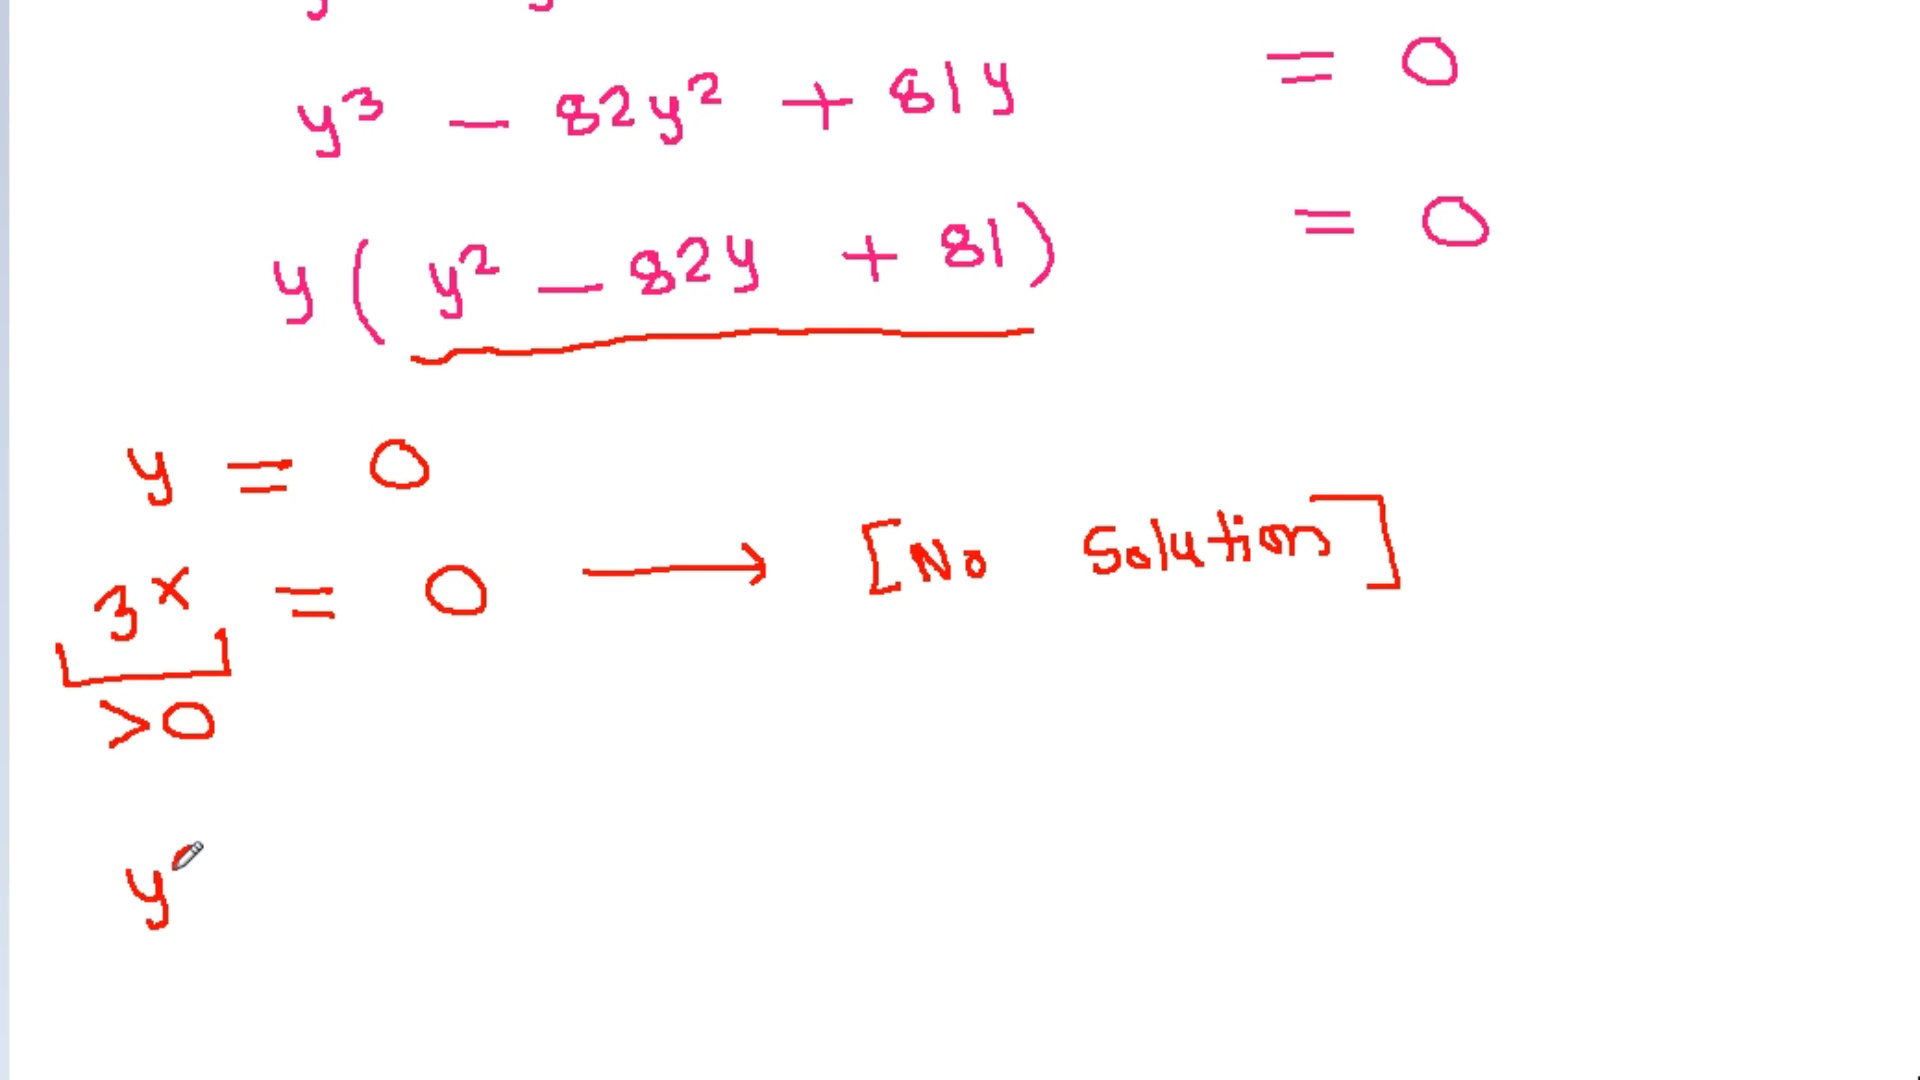 y³ - 82y² + 81y = 0
y ( y² - 82y + 81 ) = 0
y = 0
3ˣ = 0 → [No Solution]
>0
y